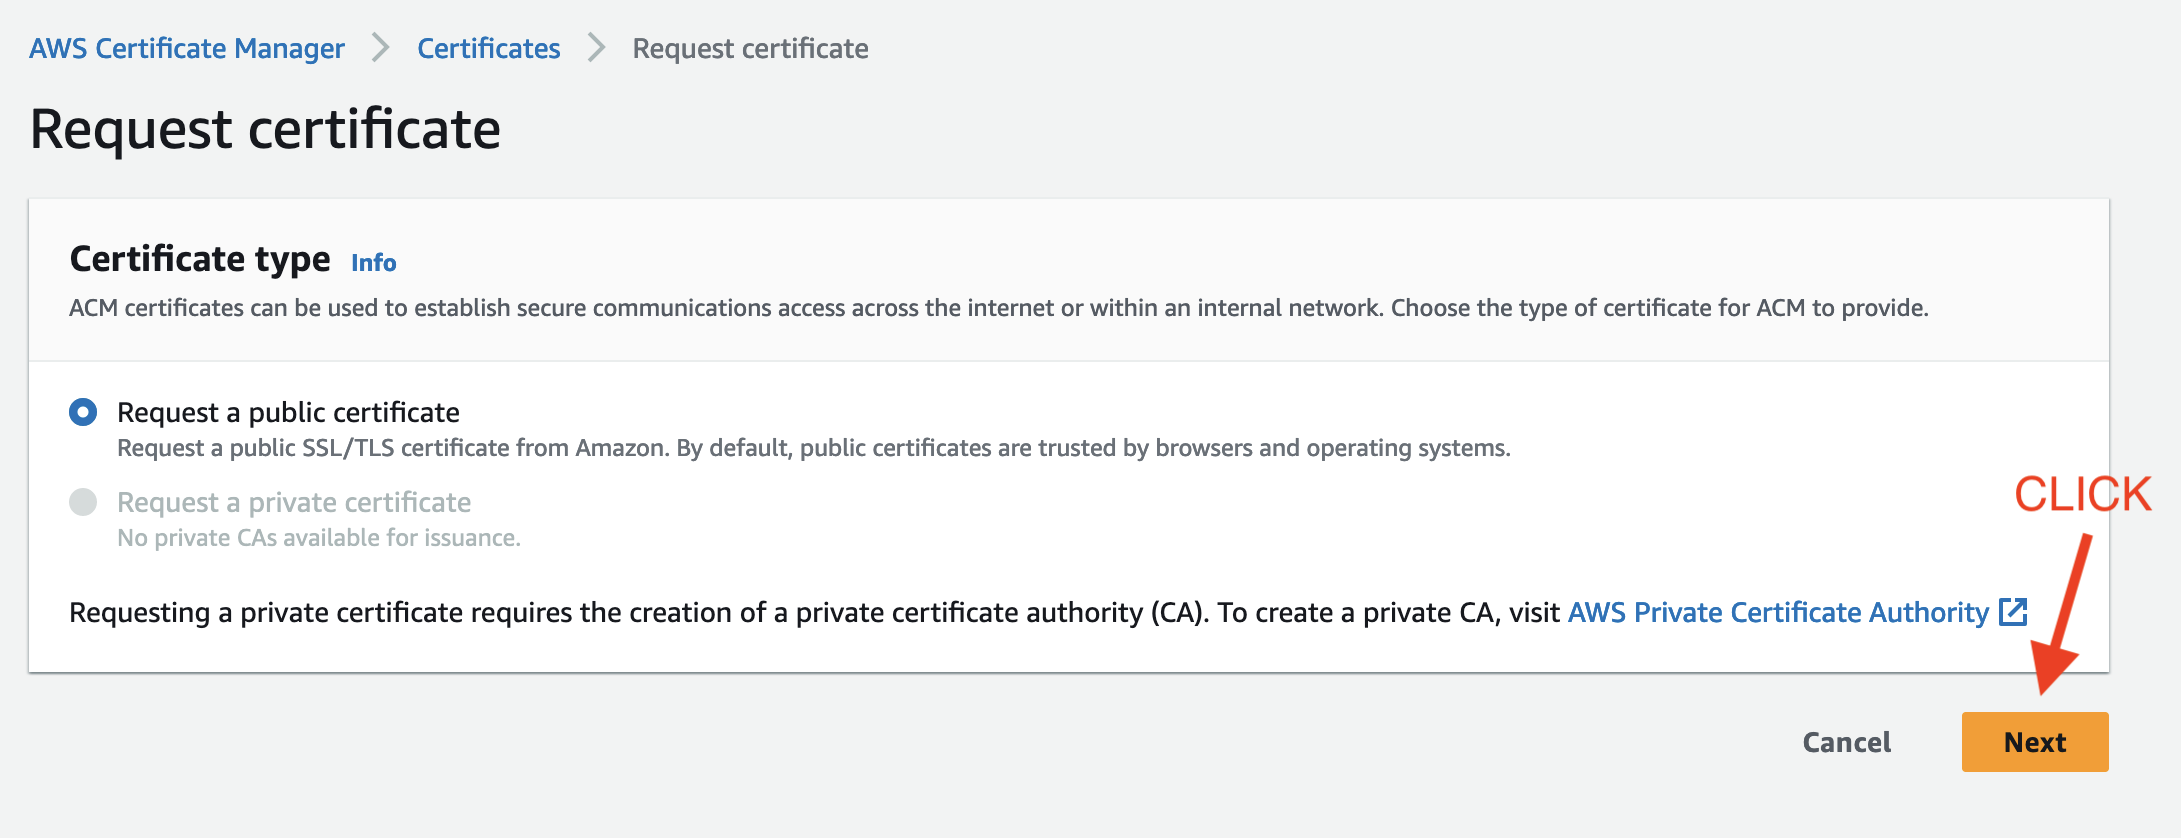 AWS Certificate Manager > Certificates > Request certificate
Request certificate
Certificate type Info
ACM certificates can be used to establish secure communications access across the internet or within an internal network. Choose the type of certificate for ACM to provide.
Request a public certificate
Request a public SSL/TLS certificate from Amazon. By default, public certificates are trusted by browsers and operating systems.
Request a private certificate
No private CAs available for issuance.
CLICK
Requesting a private certificate requires the creation of a private certificate authority (CA). To create a private CA, visit AWS Private Certificate Authority
Cancel Next